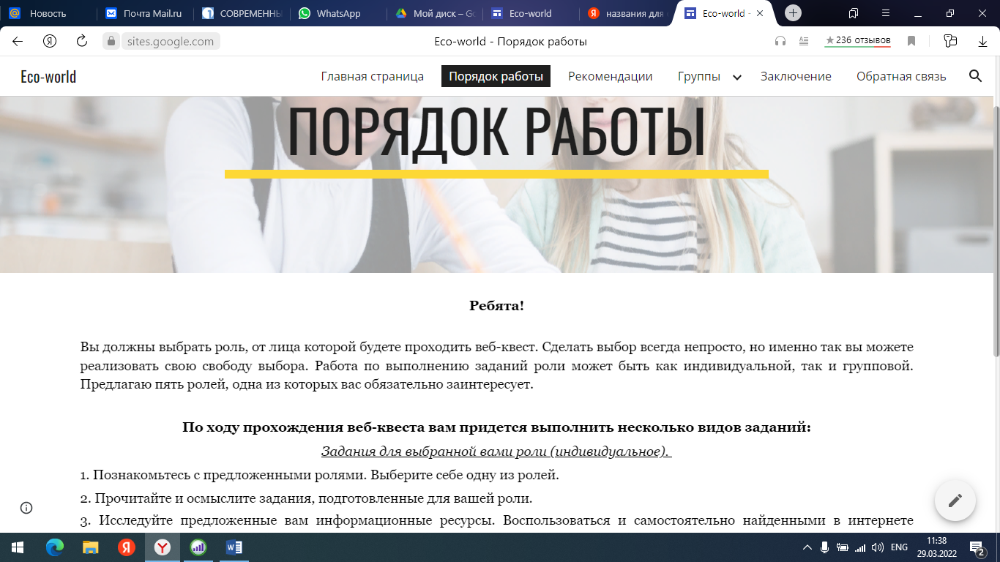 Новость
Почта Mail.ru
СОВРЕМЕННЫ
WhatsApp
Мой диск – Go
Eco-world
названия для
Eco-world -
sites.google.com
Eco-world - Порядок работы
★236 отзывов
Eco-world
Главная страница
Порядок работы
Рекомендации
Группы
Заключение
Обратная связь
ПОРЯДОК РАБОТЫ
Ребята!
Вы должны выбрать роль, от лица которой будете проходить веб-квест. Сделать выбор всегда непросто, но именно так вы можете
реализовать свою свободу выбора. Работа по выполнению заданий роли может быть как индивидуальной, так и групповой.
Предлагаю пять ролей, одна из которых вас обязательно заинтересует.
По ходу прохождения веб-квеста вам придется выполнить несколько видов заданий:
Задания для выбранной вами роли (индивидуальное).
1. Познакомьтесь с предложенными ролями. Выберите себе одну из ролей.
2. Прочитайте и осмыслите задания, подготовленные для вашей роли.
3. Исследуйте предложенные вам информационные ресурсы. Воспользоваться и самостоятельно найденными в интернете
ENG
11:38
29.03.2022
2